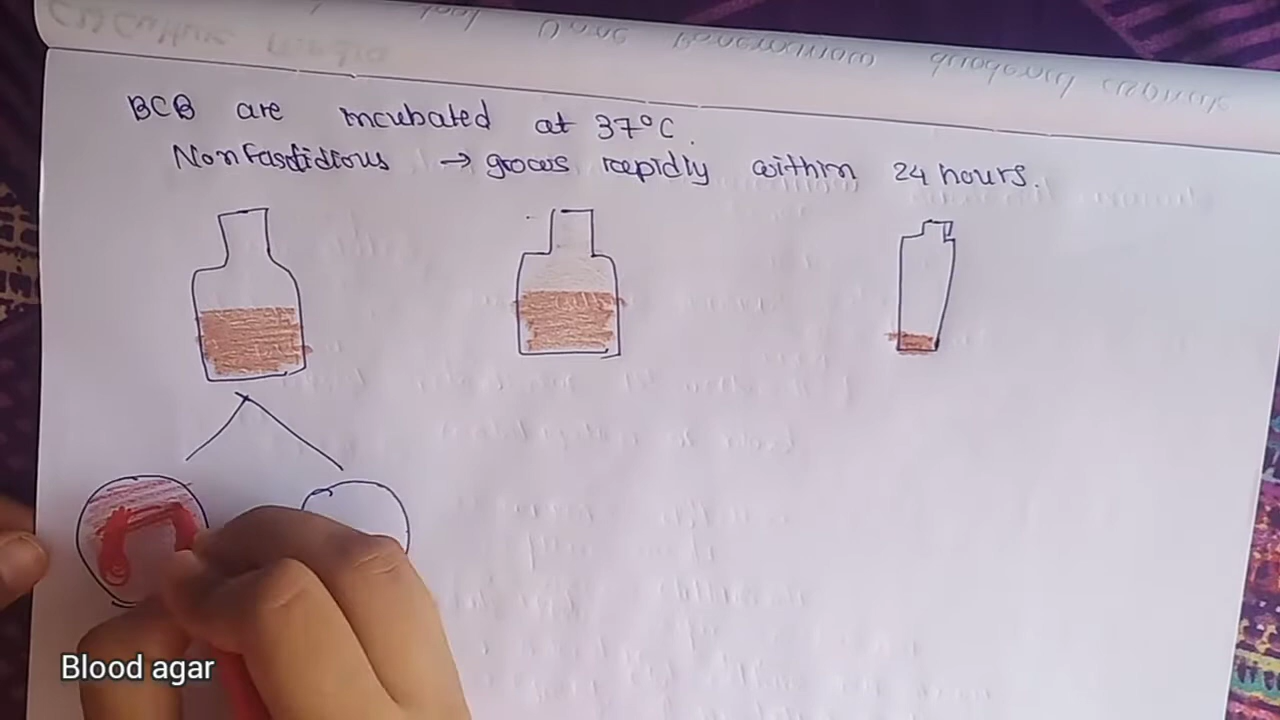 BCB are incubated at 37°C.
Nonfastidious → grows rapidly within 24 hours.
Blood agar